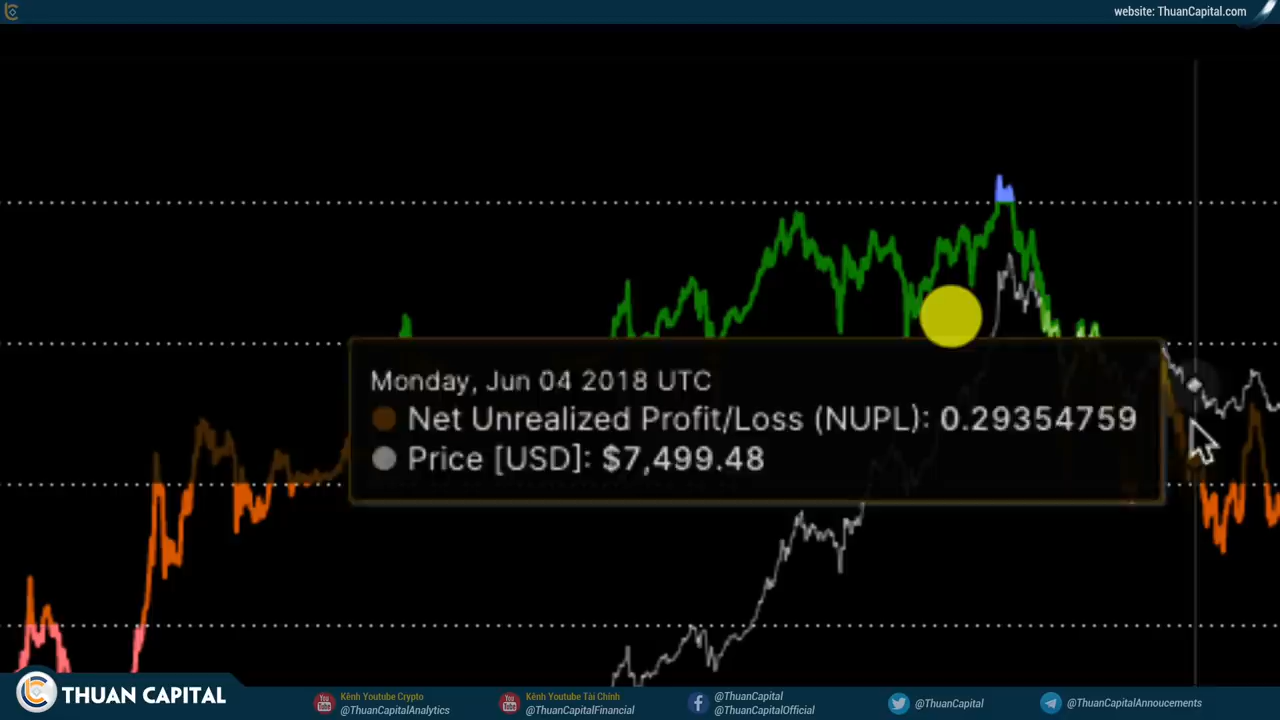 website: ThuanCapital.com
Monday, Jun 04 2018 UTC
Net Unrealized Profit/Loss (NUPL): 0.29354759
Price [USD]: $7,499.48
THUAN CAPITAL
Kênh Youtube Crypto
@ThuanCapitalAnalytics
Kênh Youtube Tài Chính
@ThuanCapitalFinancial
@ThuanCapital
@ThuanCapitalOfficial
@ThuanCapital
@ThuanCapitalAnnoucements